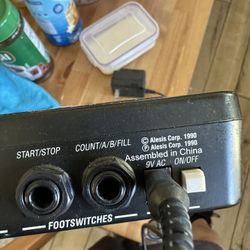 © Alesis Corp. 1990
℗ Alesis Corp. 1990
Assembled in China
START/STOP COUNT/A/B/FILL 9V AC ON/OFF
FOOTSWITCHES